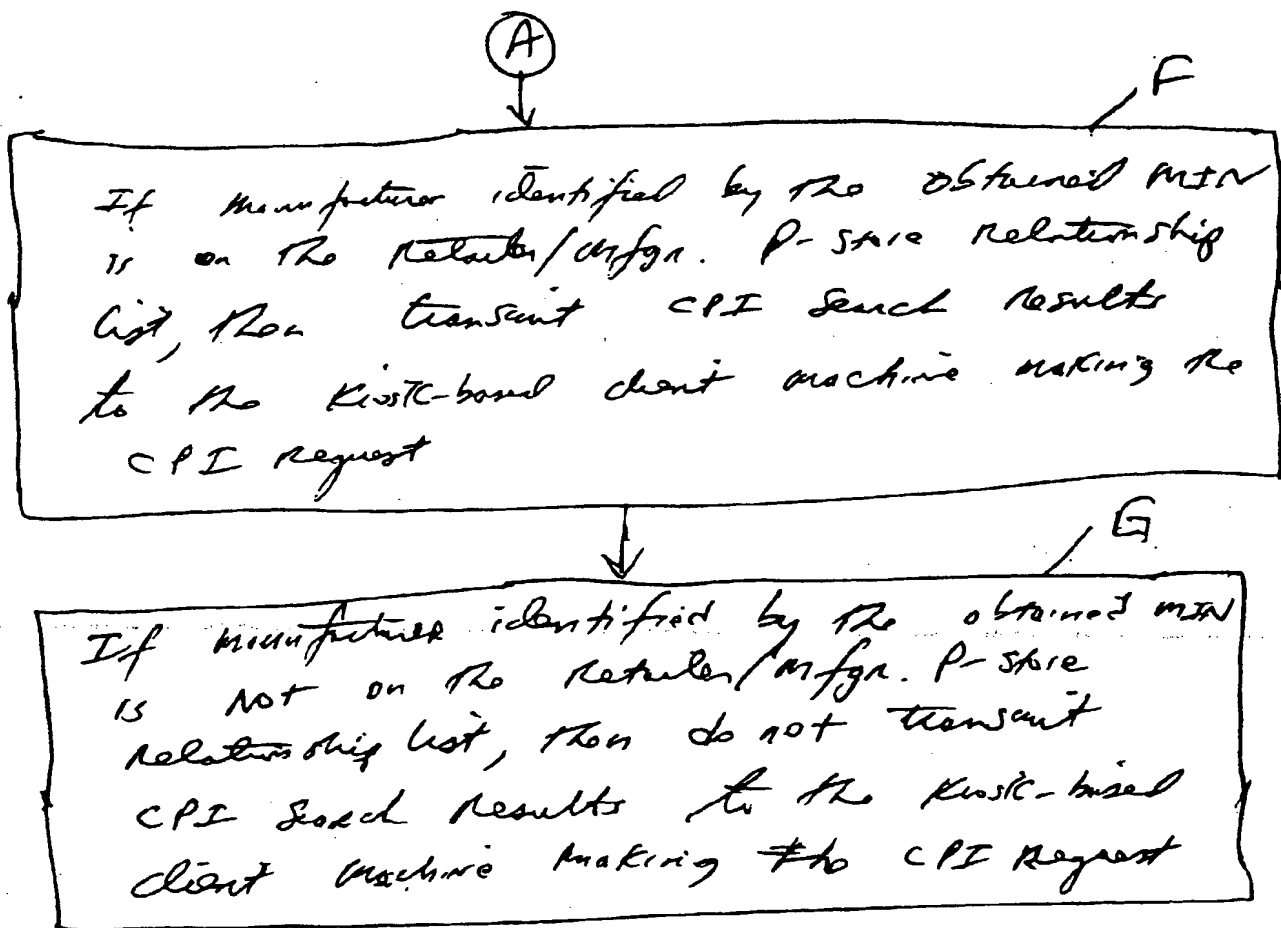 A
F
If manufacturer identified by the obtained MIN
is on the Retailer/Mfgr. P-Store Relationship
list, then transmit CPI Search Results
to the Kiosk-based client machine making the
CPI Request
G
If manufacturer identified by the obtained MIN
is Not on the Retailer/Mfgr. P-Store
Relationship list, then do not transmit
CPI Search Results to the Kiosk-based
client machine making the CPI Request